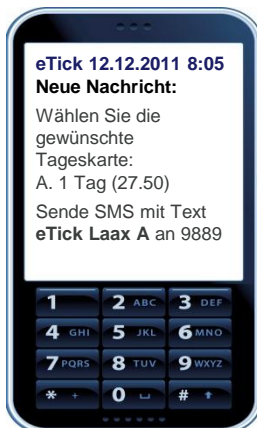 eTick 12.12.2011 8:05
Neue Nachricht:
Wählen Sie die
gewünschte
Tageskarte:
A. 1 Tag (27.50)
Sende SMS mit Text
eTick Laax A an 9889
1 2 ABC 3 DEF
4 GHI 5 JKL 6 MNO
7 PQRS 8 TUV 9 WXYZ
* + 0 #